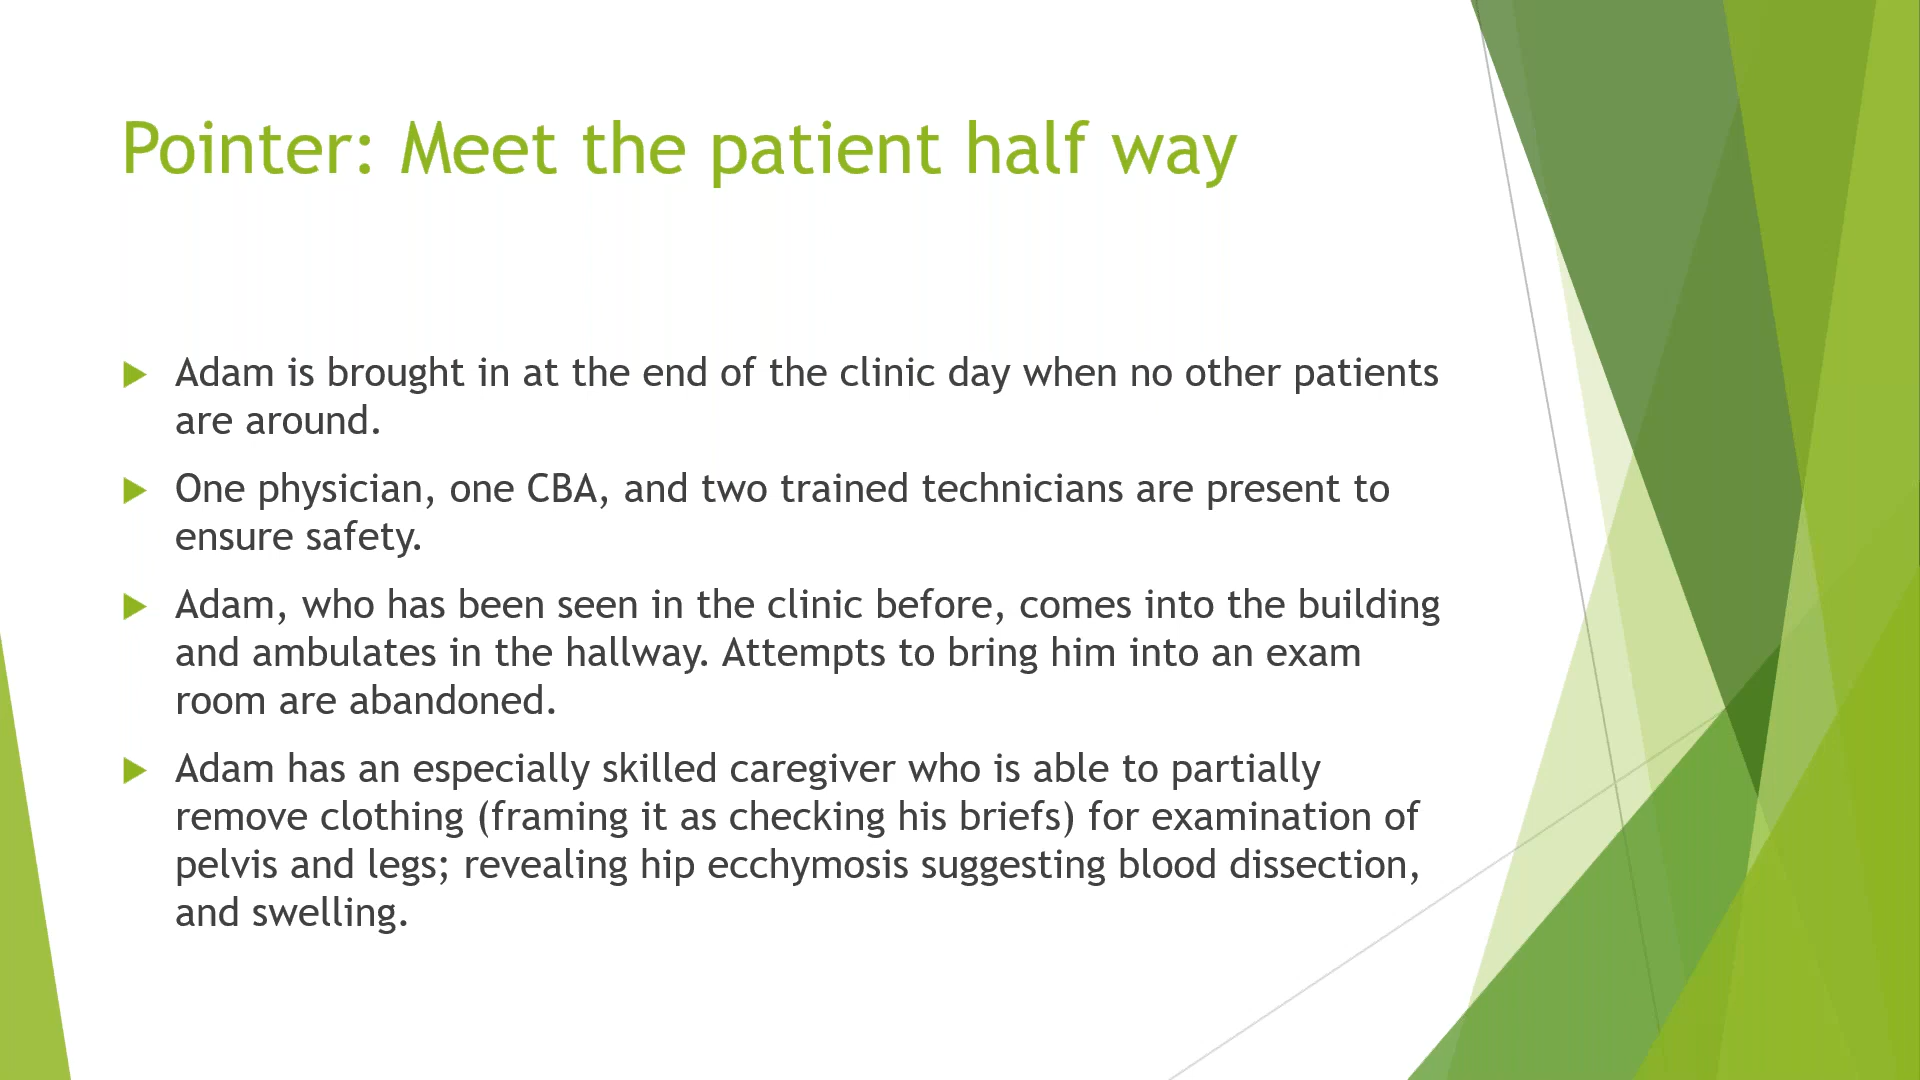 Pointer: Meet the patient half way
Adam is brought in at the end of the clinic day when no other patients
are around.
One physician, one CBA, and two trained technicians are present to
ensure safety.
Adam, who has been seen in the clinic before, comes into the building
and ambulates in the hallway. Attempts to bring him into an exam
room are abandoned.
Adam has an especially skilled caregiver who is able to partially
remove clothing (framing it as checking his briefs) for examination of
pelvis and legs; revealing hip ecchymosis suggesting blood dissection,
and swelling.